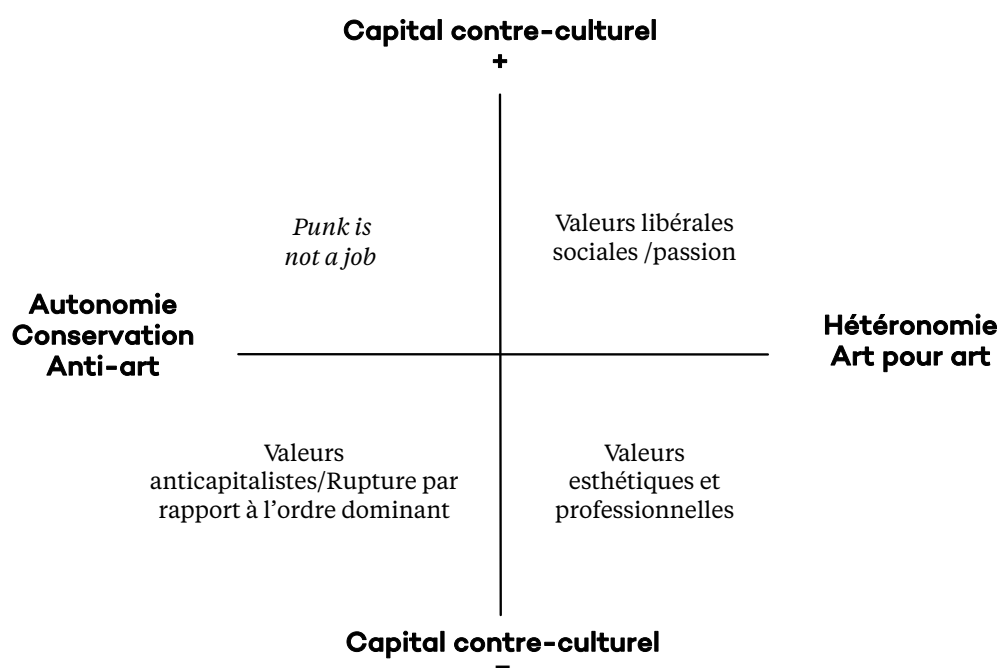 Capital contre-culturel
+
Punk is
not a job
Valeurs libérales
sociales /passion
Autonomie
Conservation
Anti-art
Hétéronomie
Art pour art
Valeurs
anticapitalistes/Rupture par
rapport à l’ordre dominant
Valeurs
esthétiques et
professionnelles
Capital contre-culturel
–